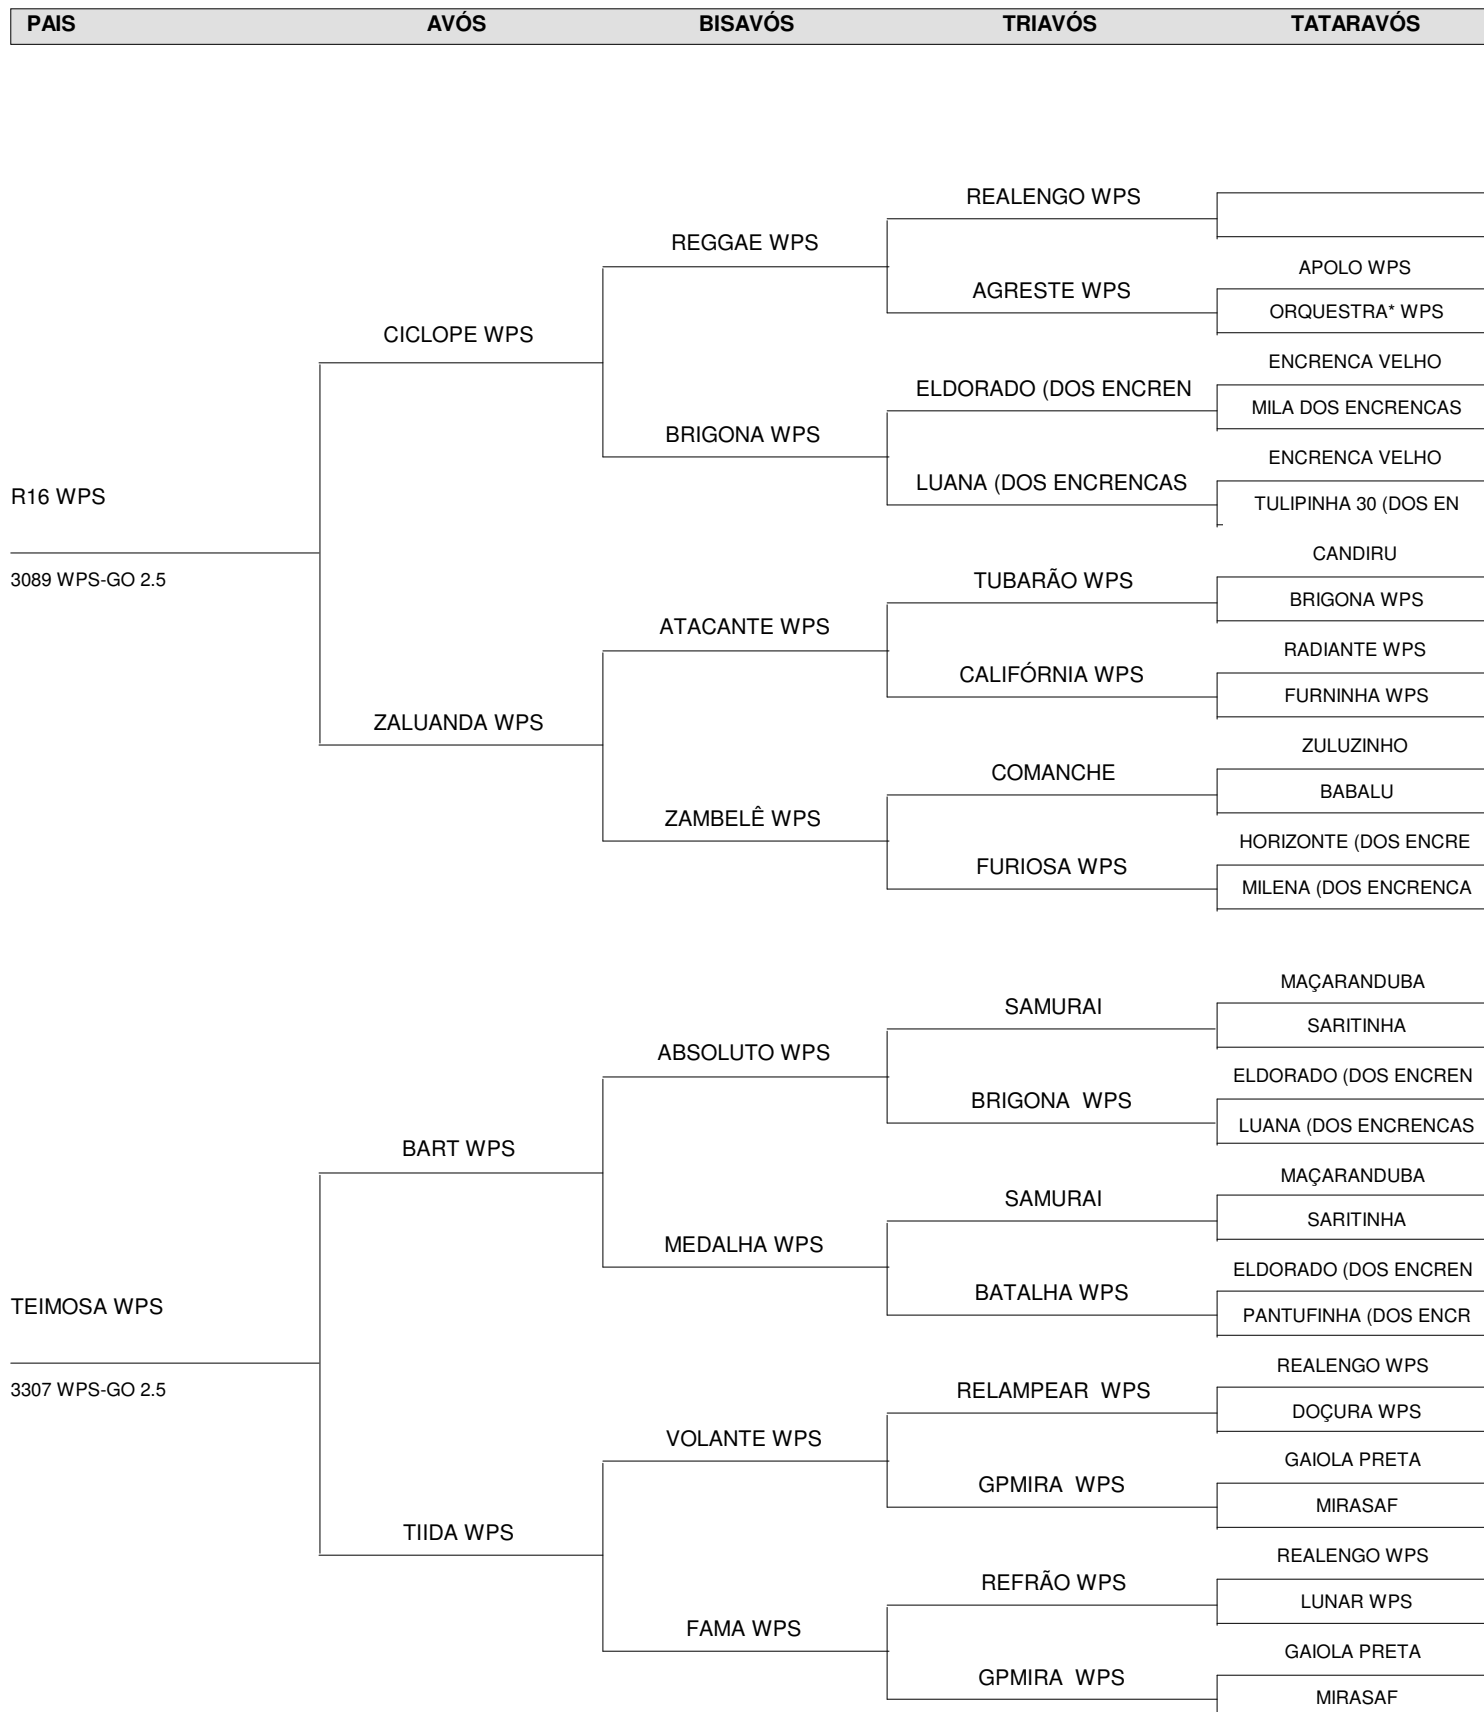 PAIS AVÓS BISAVÓS TRIAVÓS TATARAVÓS
REALENGO WPS
REGGAE WPS
APOLO WPS
AGRESTE WPS
ORQUESTRA* WPS
CICLOPE WPS
ENCRENCA VELHO
ELDORADO (DOS ENCREN
MILA DOS ENCRENCAS
BRIGONA WPS
ENCRENCA VELHO
LUANA (DOS ENCRENCAS
TULIPINHA 30 (DOS EN
R16 WPS
3089 WPS-GO 2.5
CANDIRU
TUBARÃO WPS
BRIGONA WPS
ATACANTE WPS
RADIANTE WPS
CALIFÓRNIA WPS
FURNINHA WPS
ZALUANDA WPS
ZULUZINHO
COMANCHE
BABALU
ZAMBELÊ WPS
HORIZONTE (DOS ENCRE
FURIOSA WPS
MILENA (DOS ENCRENCA
MAÇARANDUBA
SAMURAI
SARITINHA
ABSOLUTO WPS
ELDORADO (DOS ENCREN
BRIGONA  WPS
LUANA (DOS ENCRENCAS
BART WPS
MAÇARANDUBA
SAMURAI
SARITINHA
MEDALHA WPS
ELDORADO (DOS ENCREN
BATALHA WPS
PANTUFINHA (DOS ENCR
TEIMOSA WPS
3307 WPS-GO 2.5
REALENGO WPS
RELAMPEAR  WPS
DOÇURA WPS
VOLANTE WPS
GAIOLA PRETA
GPMIRA  WPS
MIRASAF
TIIDA WPS
REALENGO WPS
REFRÃO WPS
LUNAR WPS
FAMA WPS
GAIOLA PRETA
GPMIRA  WPS
MIRASAF